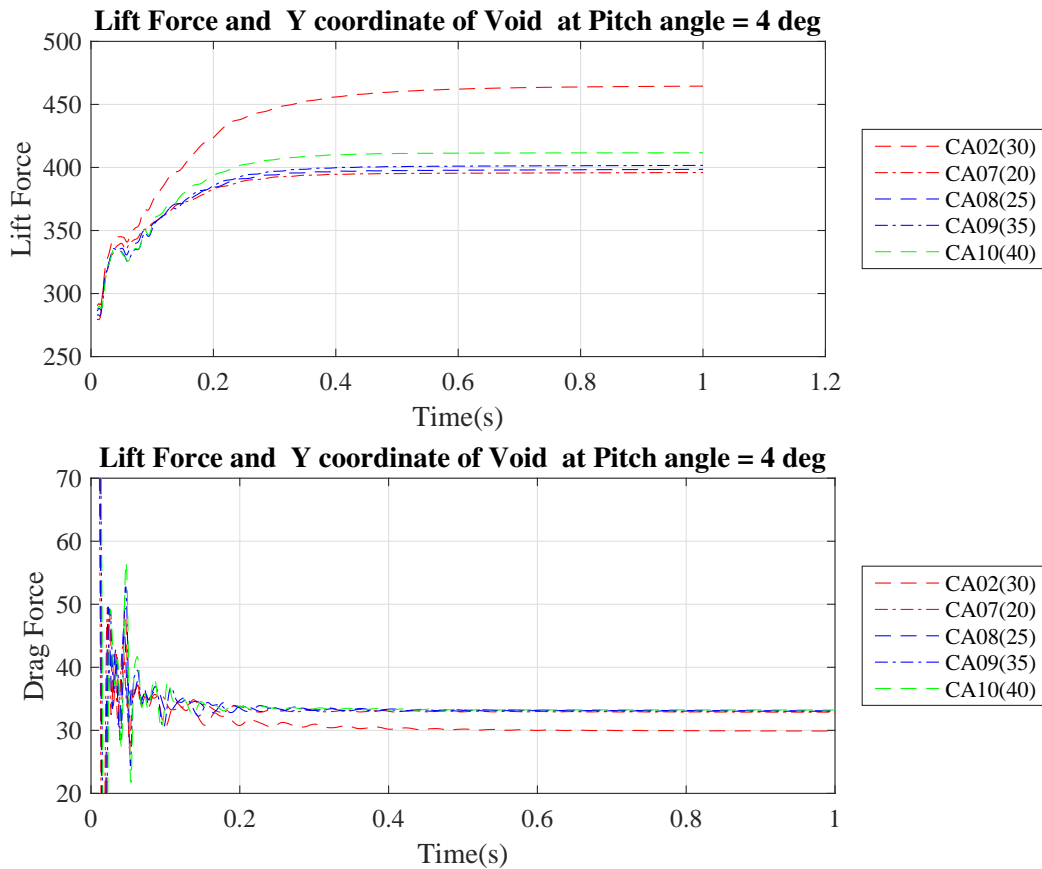 Lift Force and  Y coordinate of Void  at Pitch angle = 4 deg
500
450
400
350
300
250
Lift Force
0
0.2
0.4
0.6
0.8
1
1.2
Time(s)
CA02(30)
CA07(20)
CA08(25)
CA09(35)
CA10(40)
Lift Force and  Y coordinate of Void  at Pitch angle = 4 deg
70
60
50
40
30
20
Drag Force
0
0.2
0.4
0.6
0.8
1
Time(s)
CA02(30)
CA07(20)
CA08(25)
CA09(35)
CA10(40)